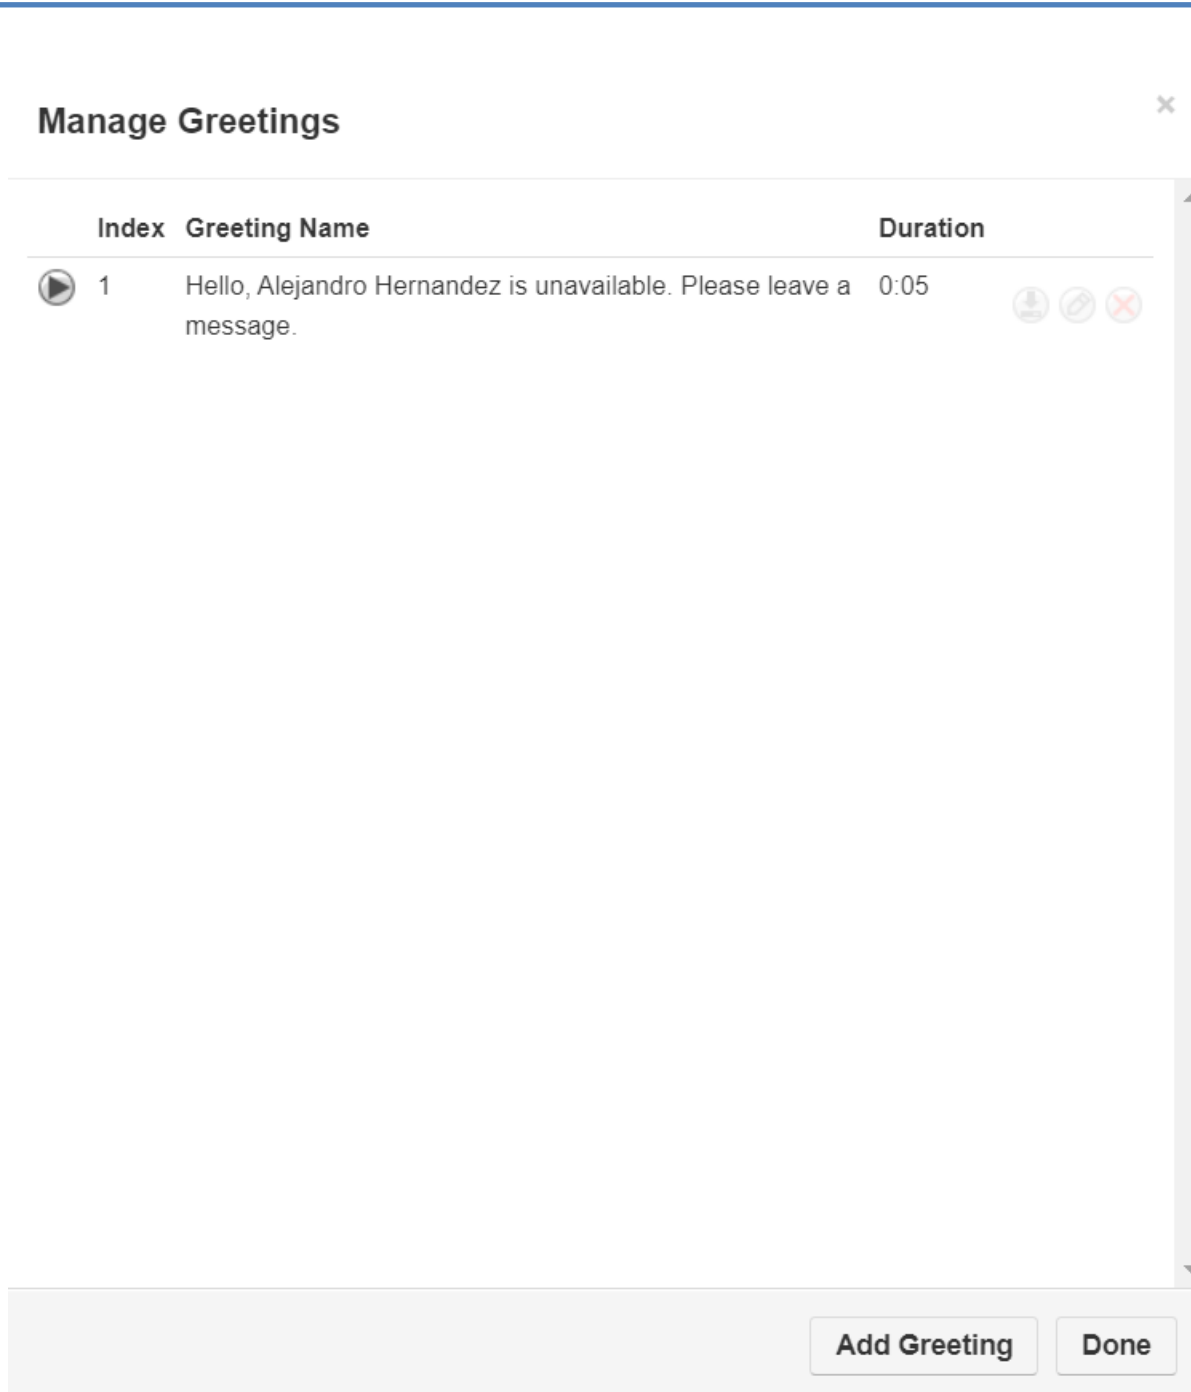 Manage Greetings
×
Index Greeting Name Duration
1 Hello, Alejandro Hernandez is unavailable. Please leave a 0:05
message.
Add Greeting Done